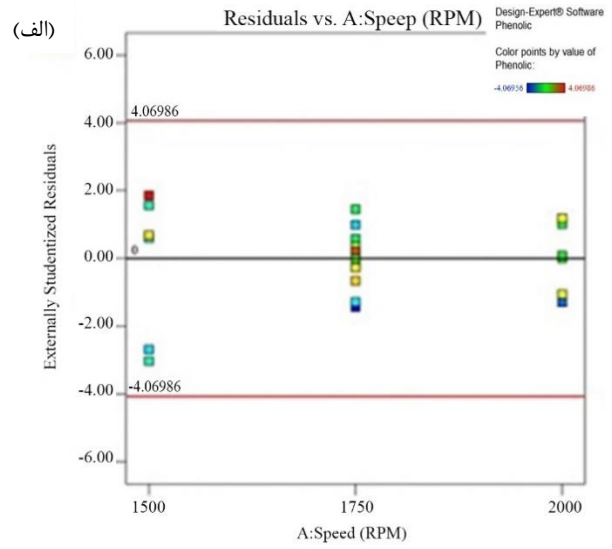 (الف)
Residuals vs. A:Speep (RPM)
Design-Expert® Software
Phenolic
Color points by value of
Phenolic:
-4.06956 4.06986
Externally Studentized Residuals
6.00
4.00
2.00
0.00
-2.00
-4.00
-6.00
4.06986
0
-4.06986
1500 1750 2000
A:Speed (RPM)